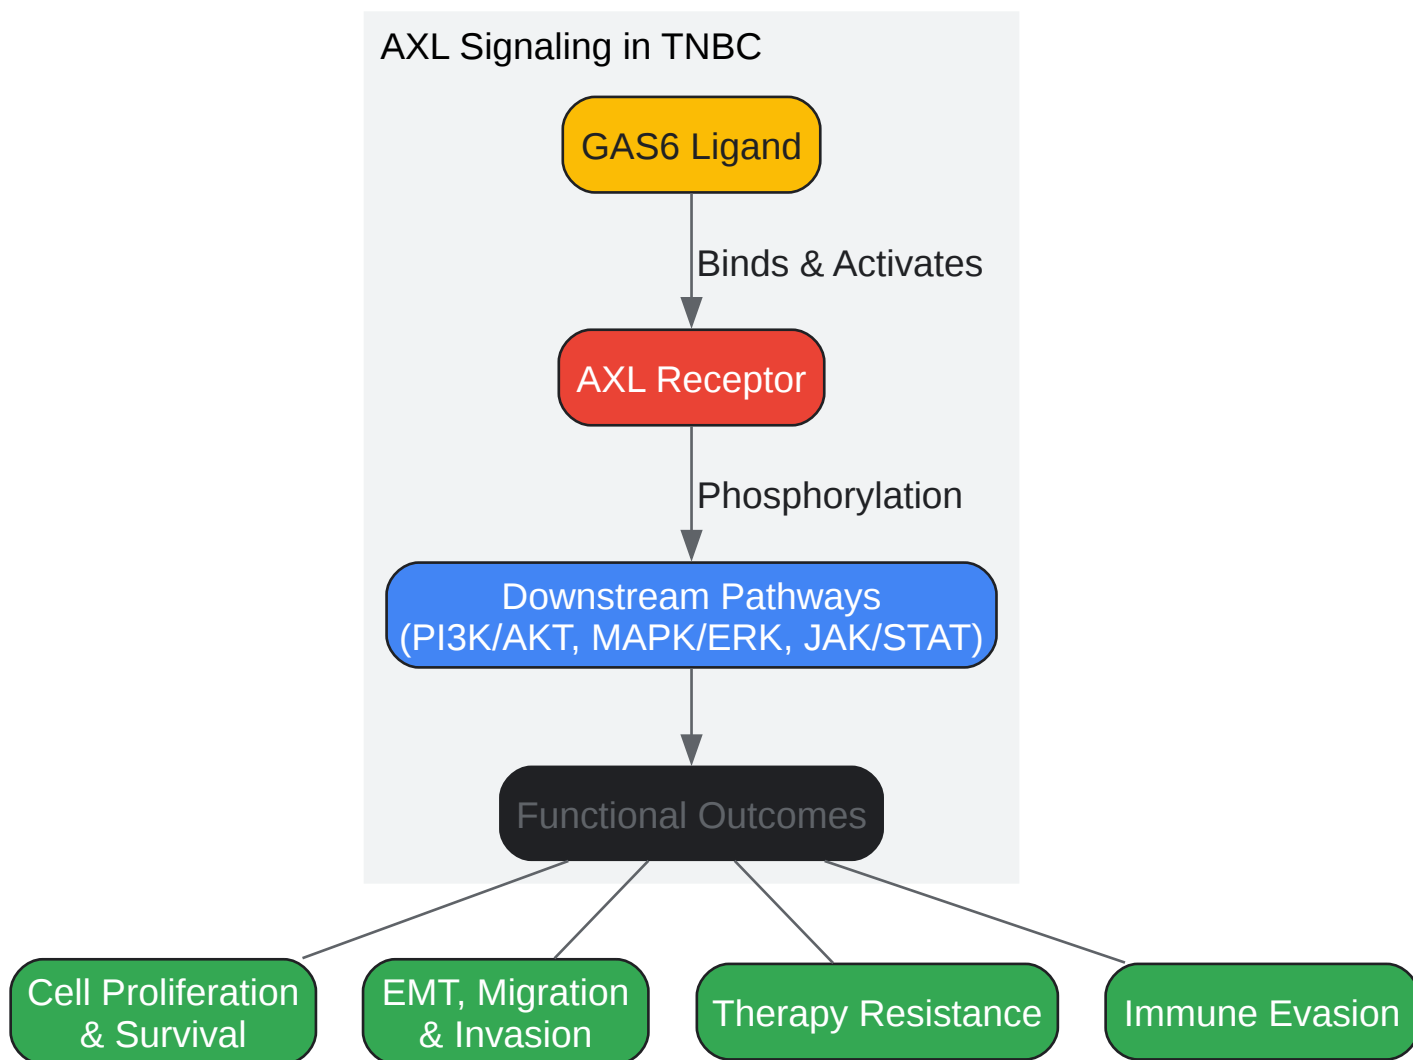 AXL Signaling in TNBC
GAS6 Ligand
Binds & Activates
AXL Receptor
Phosphorylation
Downstream Pathways
(PI3K/AKT, MAPK/ERK, JAK/STAT)
Functional Outcomes
Cell Proliferation
& Survival
EMT, Migration
& Invasion
Therapy Resistance
Immune Evasion